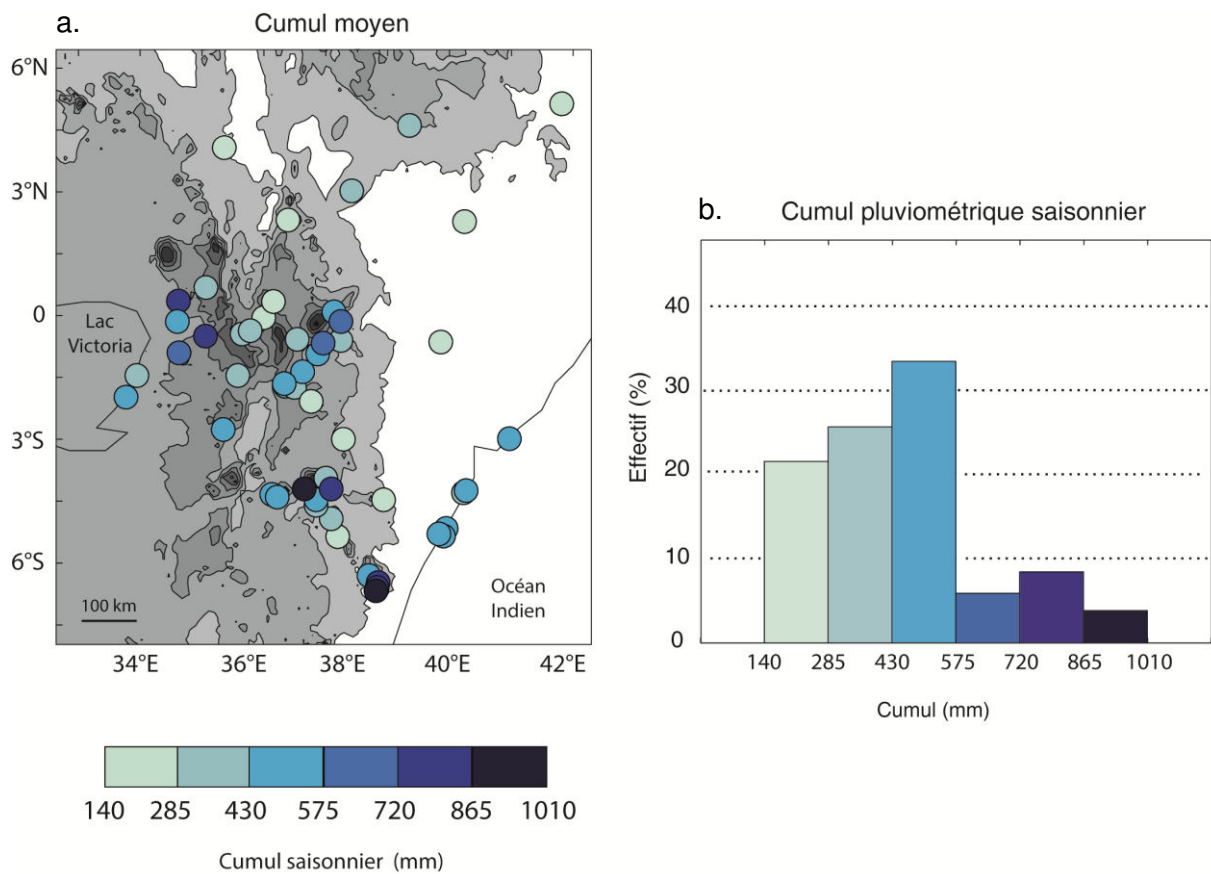 a.
Cumul moyen
6°N
3°N
0
3°S
6°S
Lac
Victoria
Océan
Indien
100 km
34°E 36°E 38°E 40°E 42°E
140 285 430 575 720 865 1010
Cumul saisonnier (mm)
b.
Cumul pluviométrique saisonnier
Effectif (%)
40
30
20
10
0
140 285 430 575 720 865 1010
Cumul (mm)